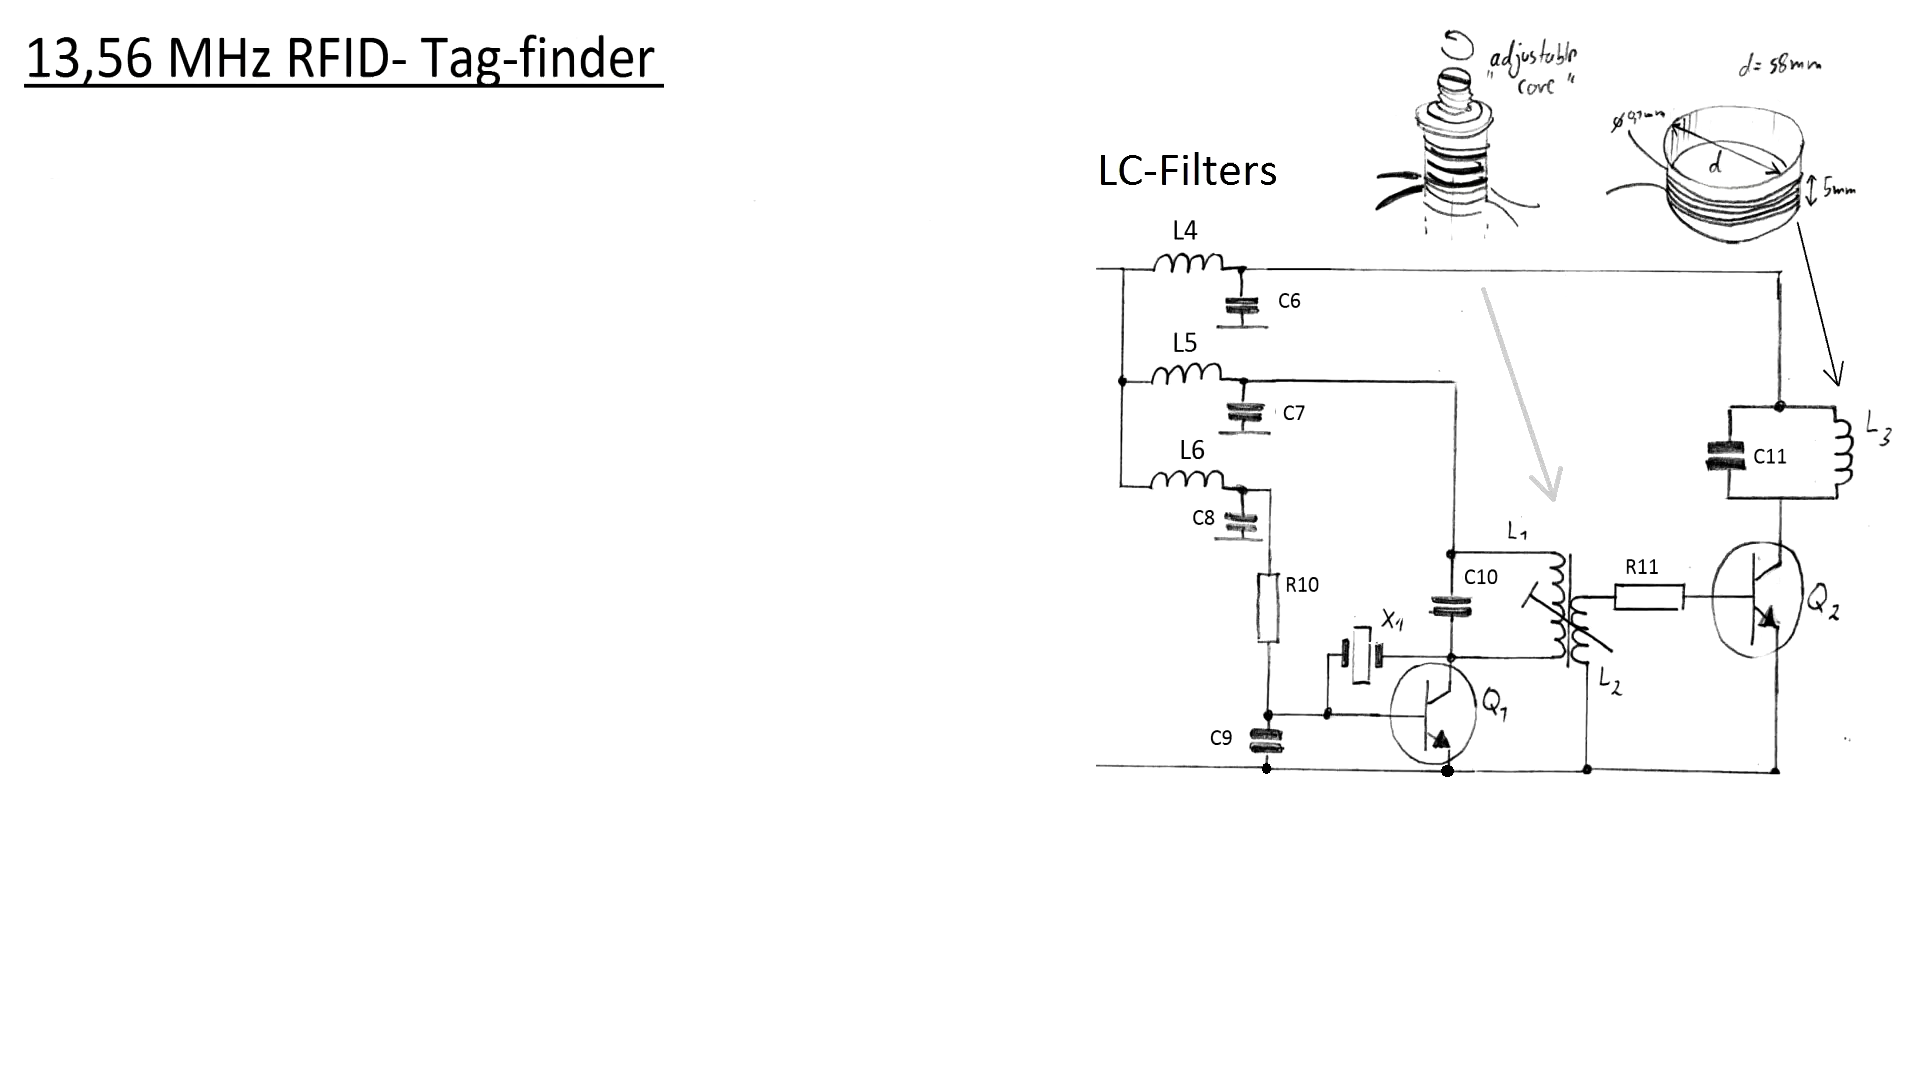 13,56 MHz RFID- Tag-finder
"adjustable
core"
d=58mm
d
5mm
LC-Filters
L4
C6
L5
C7
L6
C8
R10
C9
X1
Q1
C10
L1
L2
R11
Q2
C11
L3